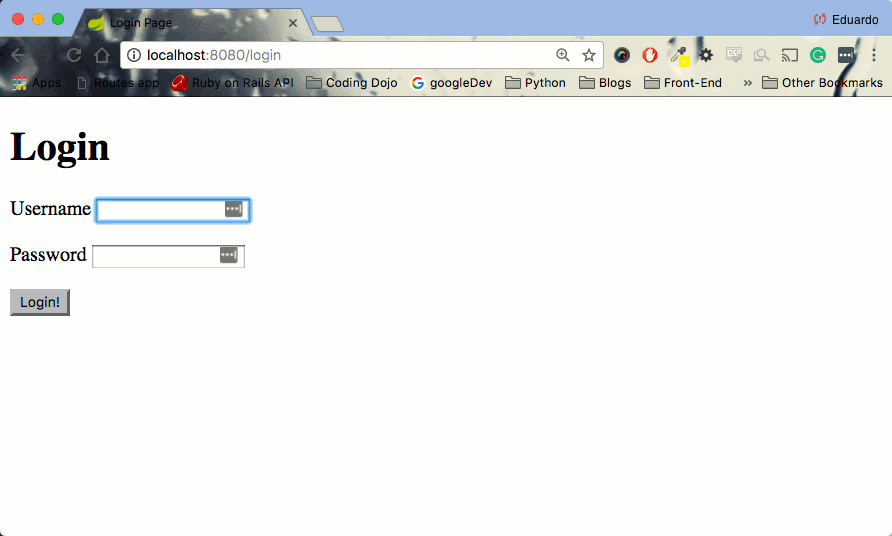 Login Page
Eduardo
localhost:8080/login
Apps Routes app Ruby on Rails API Coding Dojo googleDev Python Blogs Front-End » Other Bookmarks
Login
Username
Password
Login!